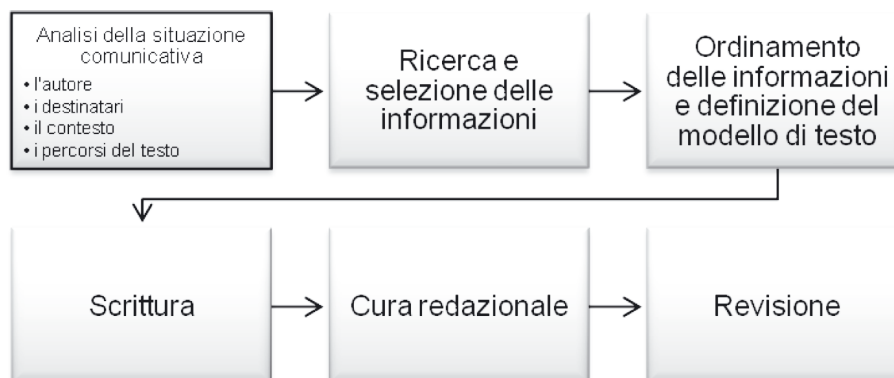 Analisi della situazione
comunicativa
• l'autore
• i destinatari
• il contesto
• i percorsi del testo
Ricerca e
selezione delle
informazioni
Ordinamento
delle informazioni
e definizione del
modello di testo
Scrittura
Cura redazionale
Revisione